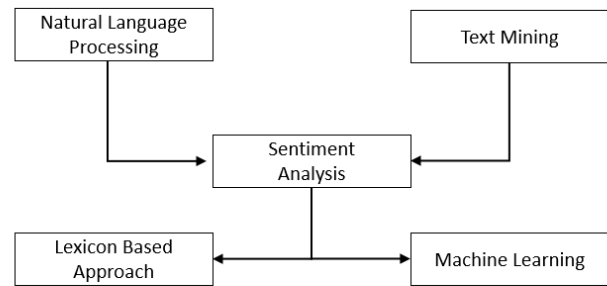 Natural Language
Processing
Text Mining
Sentiment
Analysis
Lexicon Based
Approach
Machine Learning